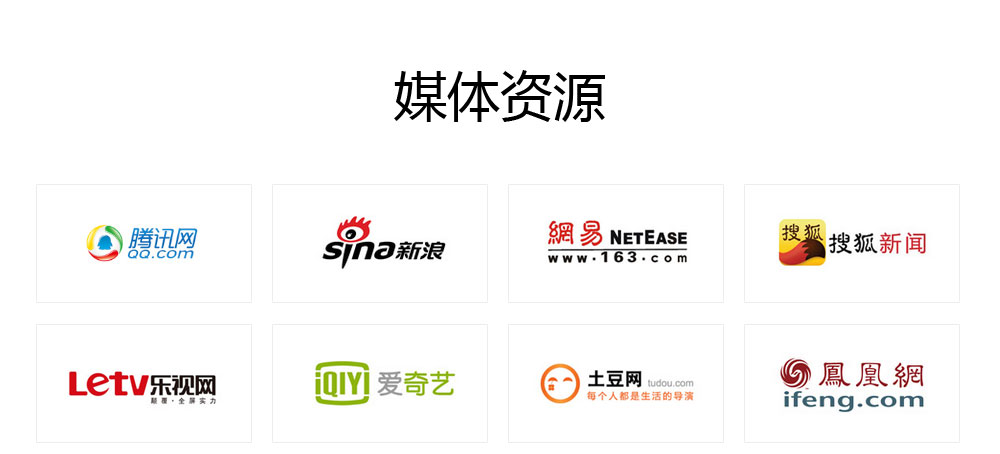 媒体资源
腾讯网
QQ.com
sina新浪
網易 NETEASE
www.163.com
搜狐 搜狐新闻
Letv乐视网
颠覆·全屏实力
iQIYI 爱奇艺
土豆网 tudou.com
每个人都是生活的导演
鳳凰網
ifeng.com